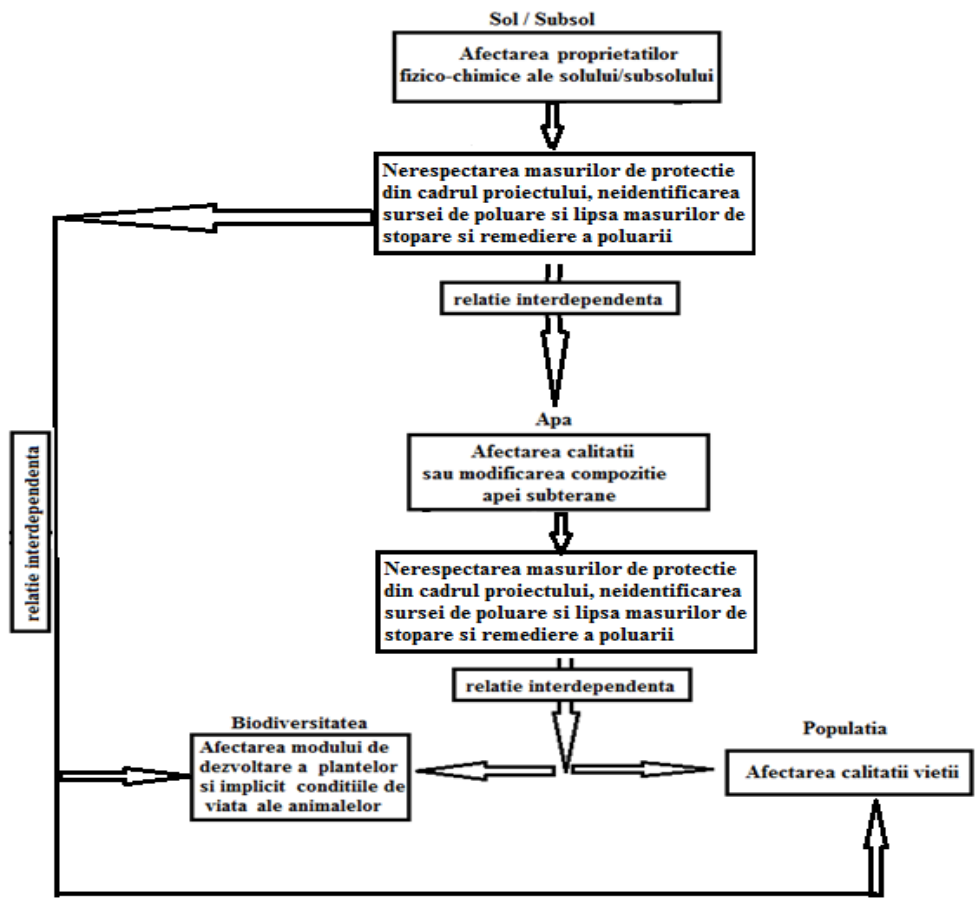 Sol / Subsol
Afectarea proprietatilor
fizico-chimice ale solului/subsolului
Nerespectarea masurilor de protectie
din cadrul proiectului, neidentificarea
sursei de poluare si lipsa masurilor de
stopare si remediere a poluarii
relatie interdependenta
Apa
Afectarea calitatii
sau modificarea compozitie
apei subterane
Nerespectarea masurilor de protectie
din cadrul proiectului, neidentificarea
sursei de poluare si lipsa masurilor de
stopare si remediere a poluarii
relatie interdependenta
relatie interdependenta
Biodiversitatea
Afectarea modului de
dezvoltare a plantelor
si implicit conditiile de
viata ale animalelor
Populatia
Afectarea calitatii vietii